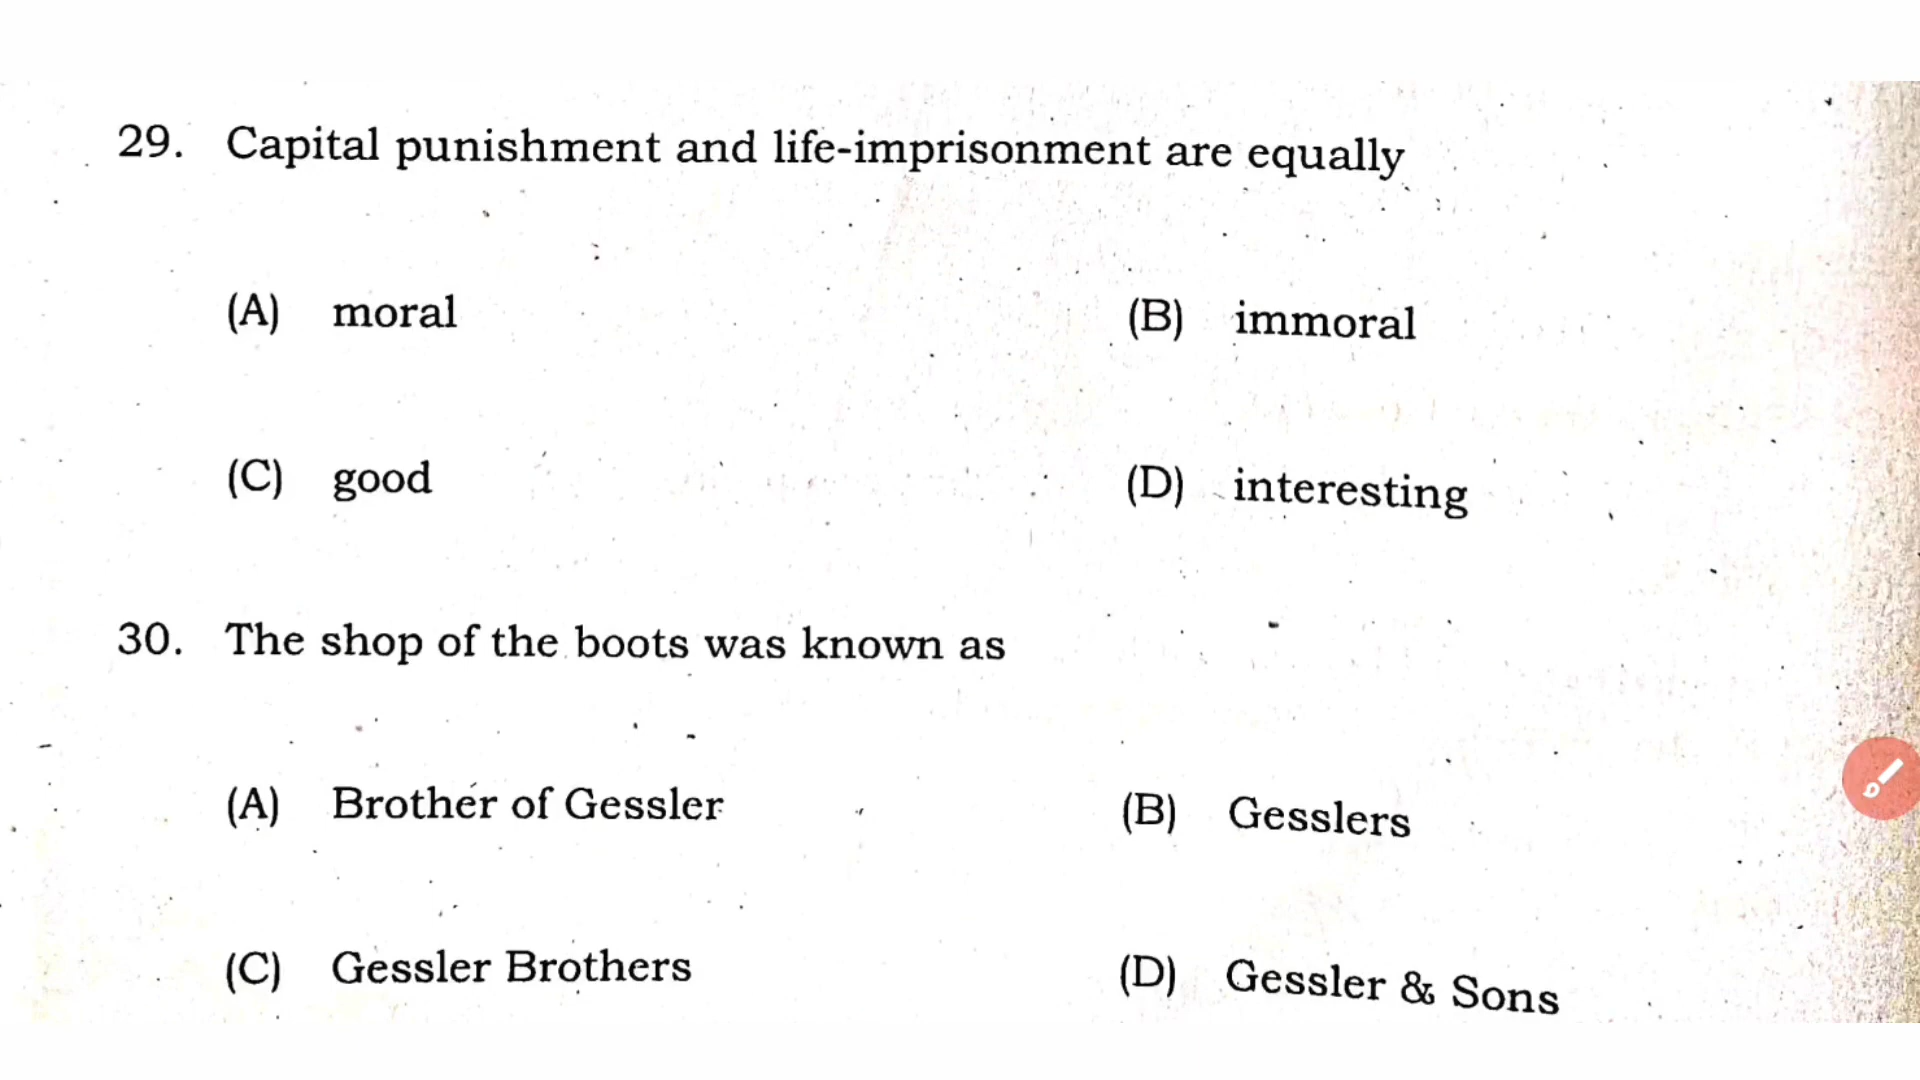 29. Capital punishment and life-imprisonment are equally
(A) moral (B) immoral
(C) good (D) interesting
30. The shop of the boots was known as
(A) Brother of Gessler (B) Gesslers
(C) Gessler Brothers (D) Gessler & Sons